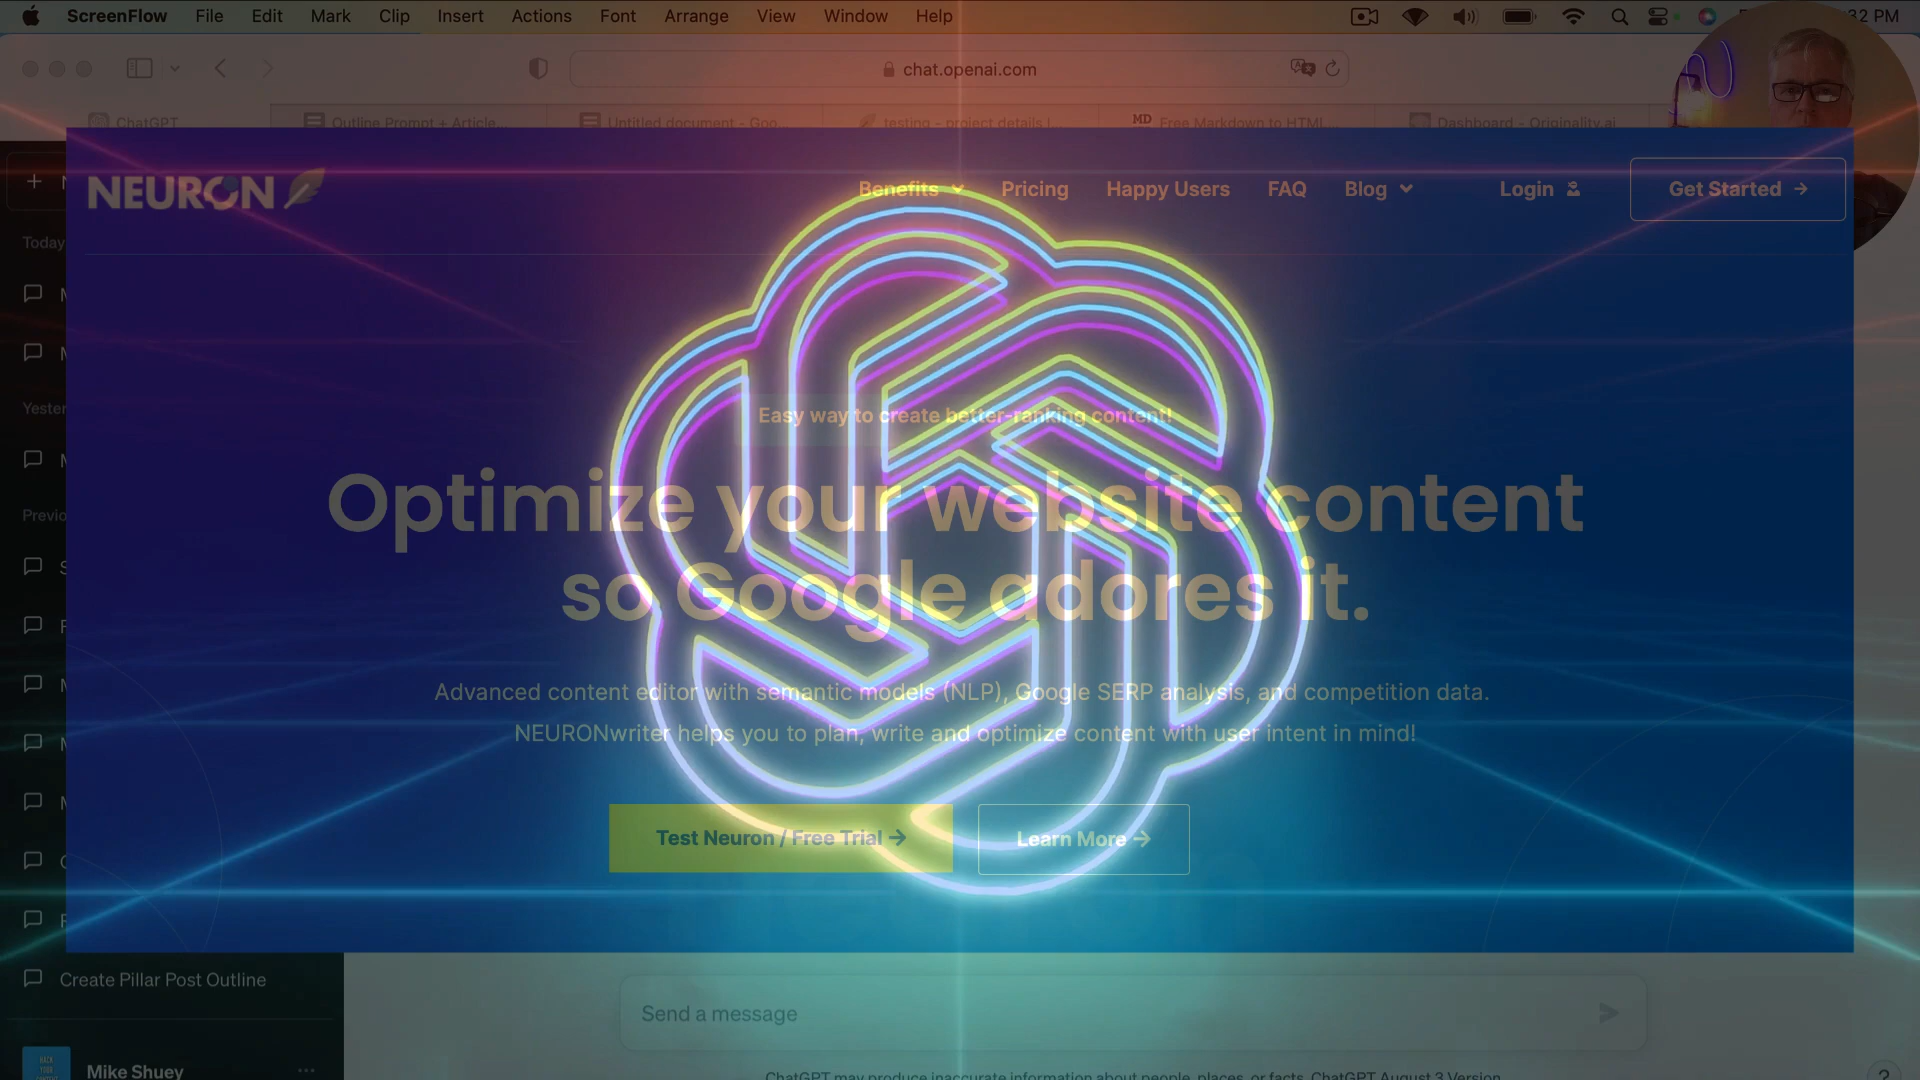 ScreenFlow File Edit Mark Clip Insert Actions Font Arrange View Window Help
32 PM
chat.openai.com
ChatGPT
Outline Prompt + Article...
Untitled document - Goo...
testing - project details |...
MD Free Markdown to HTML...
Dashboard - Originality.ai
NEURON
Benefits Pricing Happy Users FAQ Blog Login Get Started →
Today
Easy way to create better-ranking content!
Optimize your website content
so Google adores it.
Advanced content editor with semantic models (NLP), Google SERP analysis, and competition data.
NEURONwriter helps you to plan, write and optimize content with user intent in mind!
Test Neuron / Free Trial →
Learn More →
Create Pillar Post Outline
Send a message
Mike Shuey
ChatGPT may produce inaccurate information about people, places, or facts. ChatGPT August 3 Version